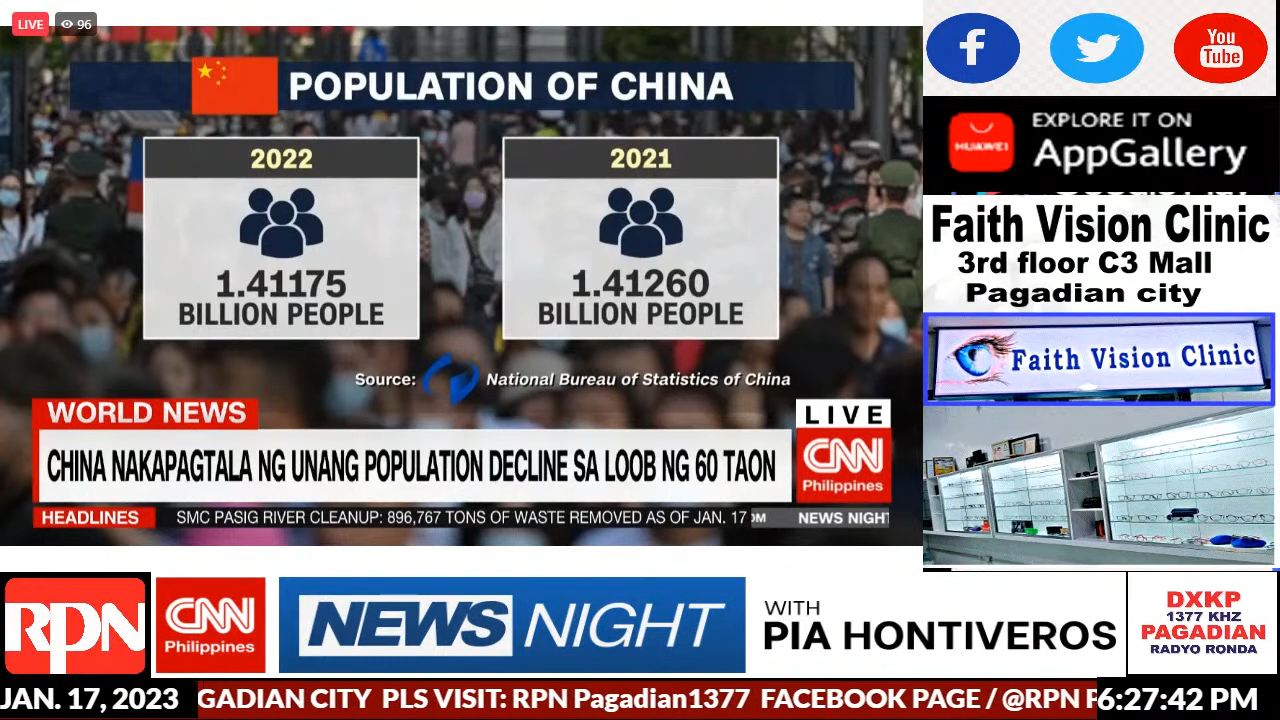 LIVE
96
POPULATION OF CHINA
2022
1.41175
BILLION PEOPLE
2021
1.41260
BILLION PEOPLE
Source:
National Bureau of Statistics of China
WORLD NEWS
CHINA NAKAPAGTALA NG UNANG POPULATION DECLINE SA LOOB NG 60 TAON
LIVE
CNN
Philippines
HEADLINES
SMC PASIG RIVER CLEANUP: 896,767 TONS OF WASTE REMOVED AS OF JAN. 17
NEWS NIGHT
You
Tube
HUAWEI
EXPLORE IT ON
AppGallery
Faith Vision Clinic
3rd floor C3 Mall
Pagadian city
Faith Vision Clinic
RPN
CNN
Philippines
NEWS NIGHT
WITH
PIA HONTIVEROS
DXKP
1377 KHZ
PAGADIAN
RADYO RONDA
JAN. 17, 2023
GADIAN CITY PLS VISIT: RPN Pagadian1377 FACEBOOK PAGE / @RPN P
6:27:42 PM